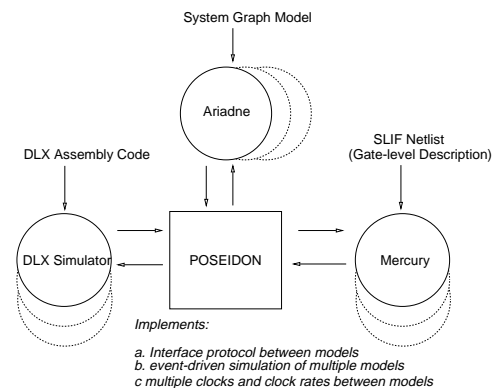 System Graph Model
Ariadne
SLIF Netlist
(Gate-level Description)
DLX Assembly Code
DLX Simulator
POSEIDON
Mercury
Implements:
a. Interface protocol between models
b. event-driven simulation of multiple models
c multiple clocks and clock rates between models